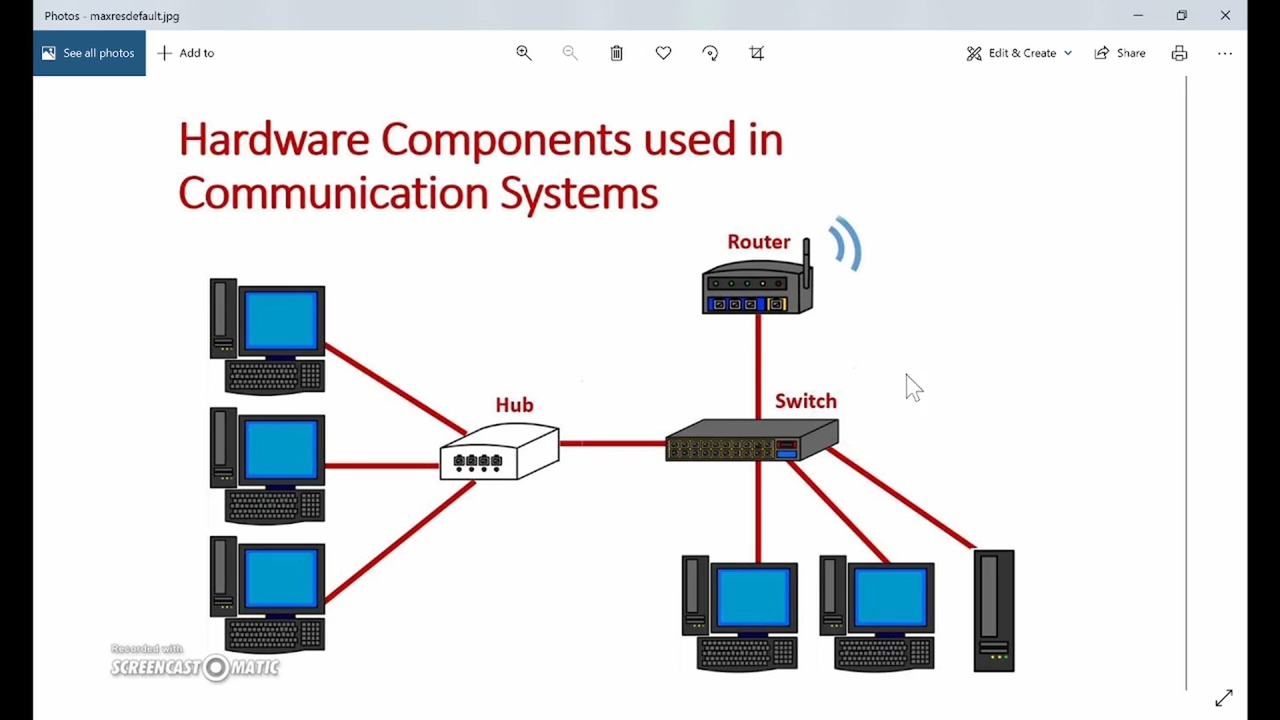 Photos - maxresdefault.jpg
See all photos
Add to
Edit & Create
Share
Hardware Components used in
Communication Systems
Router
Hub
Switch
Recorded with
SCREENCAST MATIC